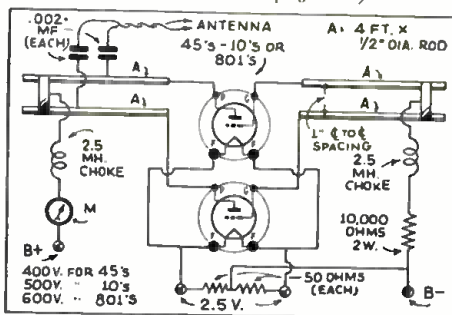 .002-
MF
(EACH)
ANTENNA
45'S - 10'S OR
801'S
A = 4 FT. X
1/2" DIA. ROD
A
A
A
A
P
G
F
F
P
G
F
F
1" ℄ TO ℄
SPACING
2.5
MH.
CHOKE
2.5
MH.
CHOKE
M
10,000
OHMS
2W.
B+
400V. FOR 45'S
500V. " 10'S
600V. " 801'S
50 OHMS
(EACH)
2.5 V.
B-